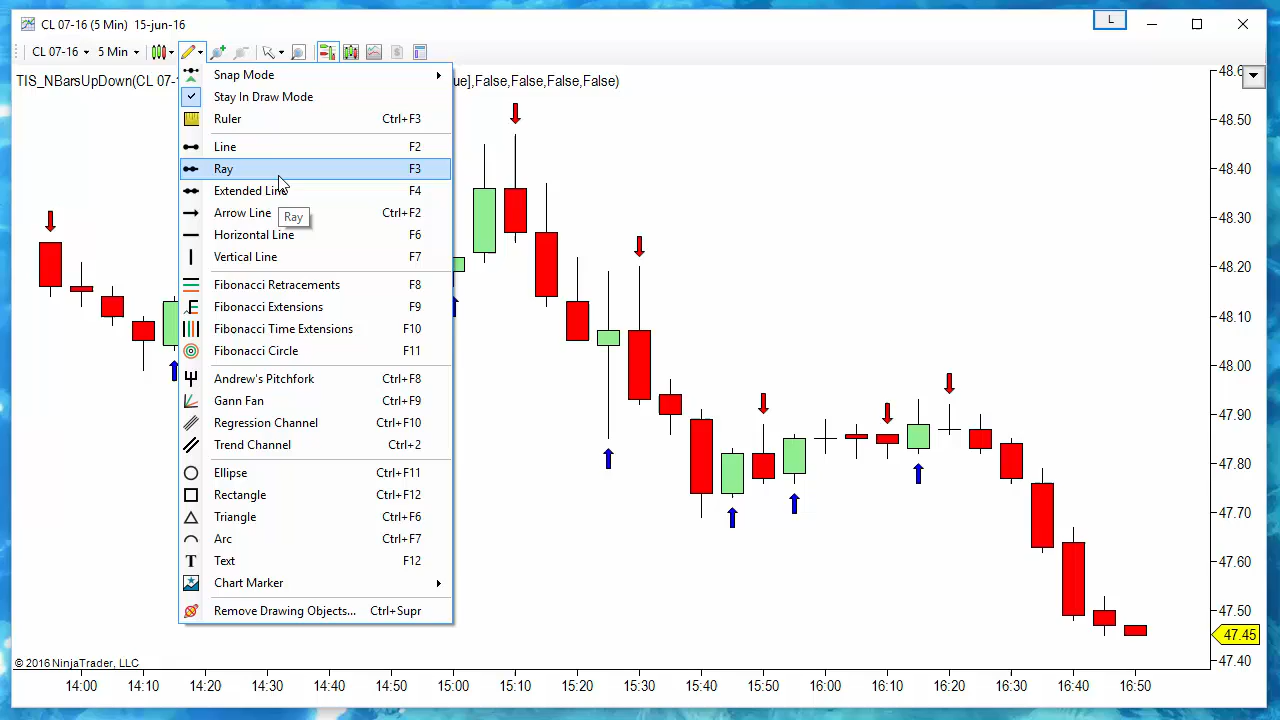 CL 07-16 (5 Min)  15-jun-16
L
CL 07-16
5 Min
TIS_NBarsUpDown(CL 07-1
ue],False,False,False,False)
Snap Mode
Stay In Draw Mode
Ruler Ctrl+F3
Line F2
Ray F3
Extended Line F4
Arrow Line Ctrl+F2
Ray
Horizontal Line F6
Vertical Line F7
Fibonacci Retracements F8
Fibonacci Extensions F9
Fibonacci Time Extensions F10
Fibonacci Circle F11
Andrew's Pitchfork Ctrl+F8
Gann Fan Ctrl+F9
Regression Channel Ctrl+F10
Trend Channel Ctrl+2
Ellipse Ctrl+F11
Rectangle Ctrl+F12
Triangle Ctrl+F6
Arc Ctrl+F7
Text F12
Chart Marker
Remove Drawing Objects... Ctrl+Supr
48.50
48.40
48.30
48.20
48.10
48.00
47.90
47.80
47.70
47.60
47.50
47.45
47.40
© 2016 NinjaTrader, LLC
14:00 14:10 14:20 14:30 14:40 14:50 15:00 15:10 15:20 15:30 15:40 15:50 16:00 16:10 16:20 16:30 16:40 16:50